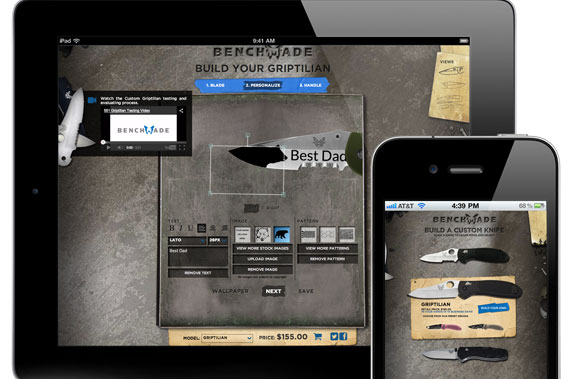 iPad 9:41 AM
BENCHMADE
BUILD YOUR GRIPTILIAN
1. BLADE 2. PERSONALIZE 3. HANDLE
VIEWS
Watch the Custom Griptilian testing and evaluating process.
551 Griptilian Testing Video
BENCHMADE
Best Dad
RIGHT
TEXT IMAGE PATTERN
B I U
LATO 26PX
Best Dad
REMOVE TEXT
VIEW MORE STOCK IMAGES
UPLOAD IMAGE
REMOVE IMAGE
VIEW MORE PATTERNS
REMOVE PATTERN
WALLPAPER NEXT SAVE
MODEL: GRIPTILIAN PRICE: $155.00
AT&T 4:39 PM 68 %
BENCHMADE
BUILD A CUSTOM KNIFE
GRIPTILIAN
BUILD YOUR OWN